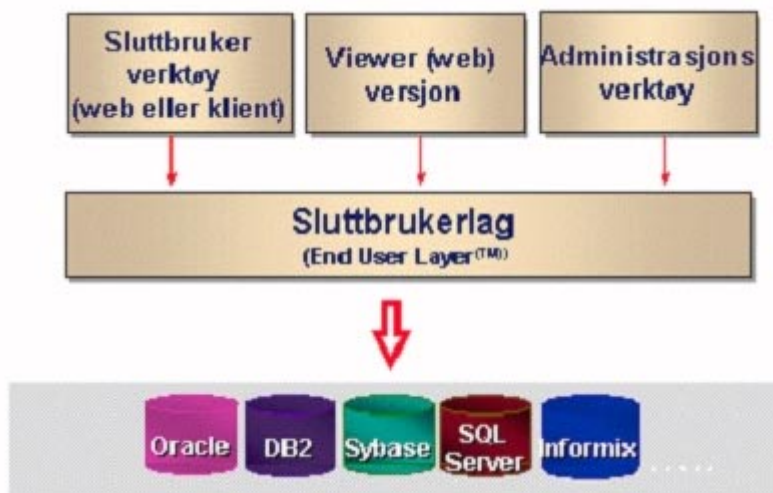 Sluttbruker
verktøy
(web eller klient)
Viewer (web)
versjon
Administrasjons
verktøy
Sluttbrukerlag
(End User Layer(TM))
Oracle
DB2
Sybase
SQL
Server
Informix
.....